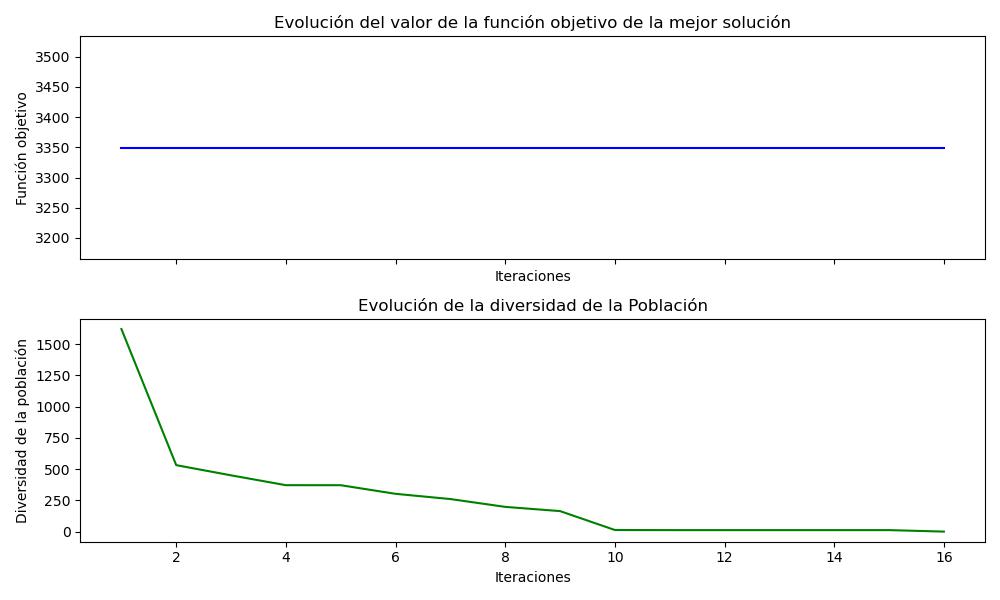 Evolución del valor de la función objetivo de la mejor solución
Función objetivo
3500
3450
3400
3350
3300
3250
3200
Iteraciones
Evolución de la diversidad de la Población
Diversidad de la población
1500
1250
1000
750
500
250
0
2 4 6 8 10 12 14 16
Iteraciones